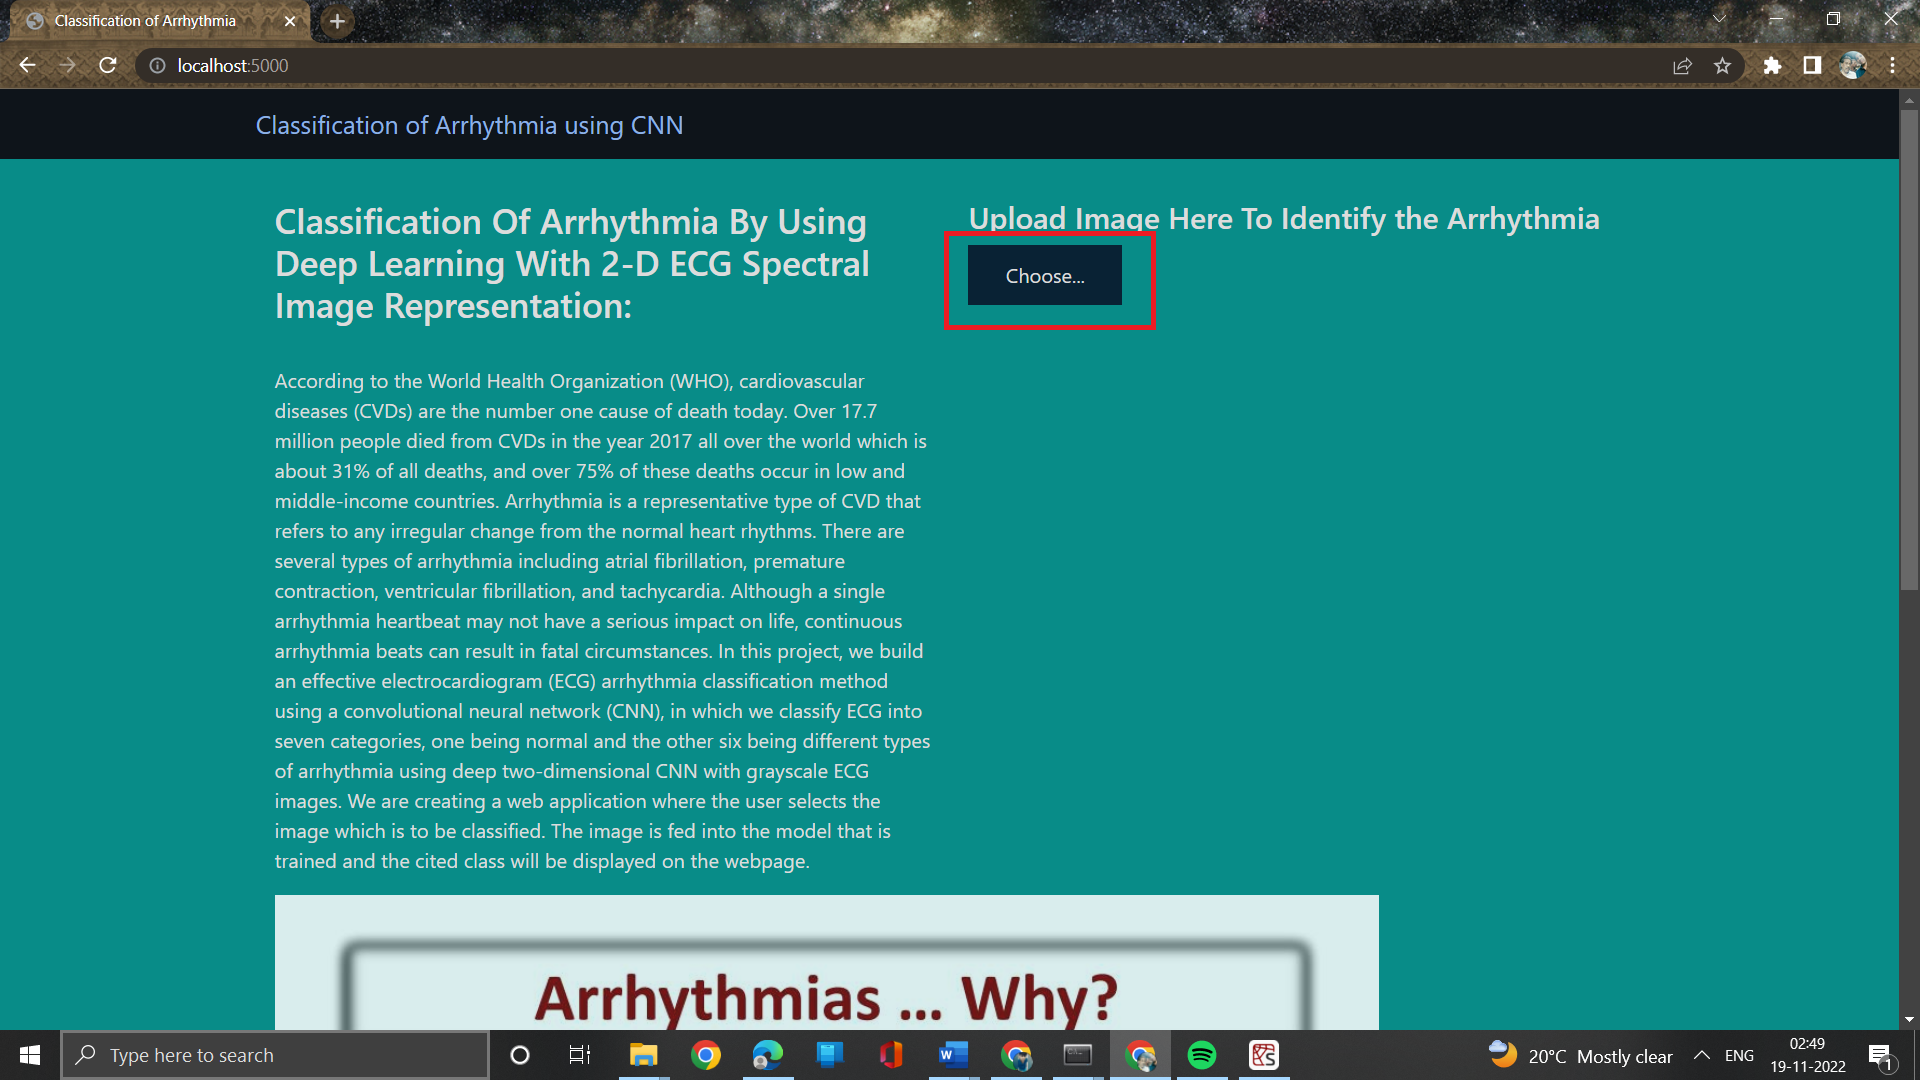 Classification of Arrhythmia
localhost:5000
Classification of Arrhythmia using CNN
Classification Of Arrhythmia By Using
Deep Learning With 2-D ECG Spectral
Image Representation:
According to the World Health Organization (WHO), cardiovascular
diseases (CVDs) are the number one cause of death today. Over 17.7
million people died from CVDs in the year 2017 all over the world which is
about 31% of all deaths, and over 75% of these deaths occur in low and
middle-income countries. Arrhythmia is a representative type of CVD that
refers to any irregular change from the normal heart rhythms. There are
several types of arrhythmia including atrial fibrillation, premature
contraction, ventricular fibrillation, and tachycardia. Although a single
arrhythmia heartbeat may not have a serious impact on life, continuous
arrhythmia beats can result in fatal circumstances. In this project, we build
an effective electrocardiogram (ECG) arrhythmia classification method
using a convolutional neural network (CNN), in which we classify ECG into
seven categories, one being normal and the other six being different types
of arrhythmia using deep two-dimensional CNN with grayscale ECG
images. We are creating a web application where the user selects the
image which is to be classified. The image is fed into the model that is
trained and the cited class will be displayed on the webpage.
Upload Image Here To Identify the Arrhythmia
Choose...
Arrhythmias ... Why?
Type here to search
20°C Mostly clear
ENG
02:49
19-11-2022
1